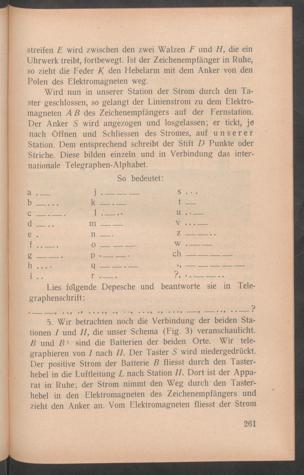 streifen E wird zwischen den zwei Walzen F und H, die ein
Uhrwerk treibt, fortbewegt. Ist der Zeichenempfänger in Ruhe,
so zieht die Feder K den Hebelarm mit dem Anker von den
Polen des Elektromagneten weg.
Wird nun in unserer Station der Strom durch den Ta-
ster geschlossen, so gelangt der Linienstrom zu dem Elektro-
magneten A B des Zeichenempfängers auf der Fernstation.
Der Anker S wird angezogen und losgelassen; er tickt, je
nach Öffnen und Schliessen des Stromes, auf unserer
Station. Dem entsprechend schreibt der Stift D Punkte oder
Striche. Diese bilden einzeln und in Verbindung das inter-
nationale Telegraphen-Alphabet.
So bedeutet:
a . — j . — — — s . . .
b — . . . k — . — t —
c — . — . l . — . . u . . —
d — . . m — — v . . . —
e . n — . z — — . .
f . . — . o — — — w . — —
g — — . p . — — . ch — — — —
h . . . . q — — . —
i . . r . — .
Lies folgende Depesche und beantworte sie in Tele-
graphenschrift:
5. Wir betrachten noch die Verbindung der beiden Sta-
tionen I und II, die unser Schema (Fig. 3) veranschaulicht.
B und B sind die Batterien der beiden Orte. Wir tele-
graphieren von I nach II. Der Taster S wird niedergedrückt.
Der positive Strom der Batterie B fliesst durch den Taster-
hebel in die Luftleitung L nach Station II. Dort ist der Appa-
rat in Ruhe; der Strom nimmt den Weg durch den Taster-
hebel in den Elektromagneten des Zeichenempfängers und
zieht den Anker an. Vom Elektromagneten fliesst der Strom
261